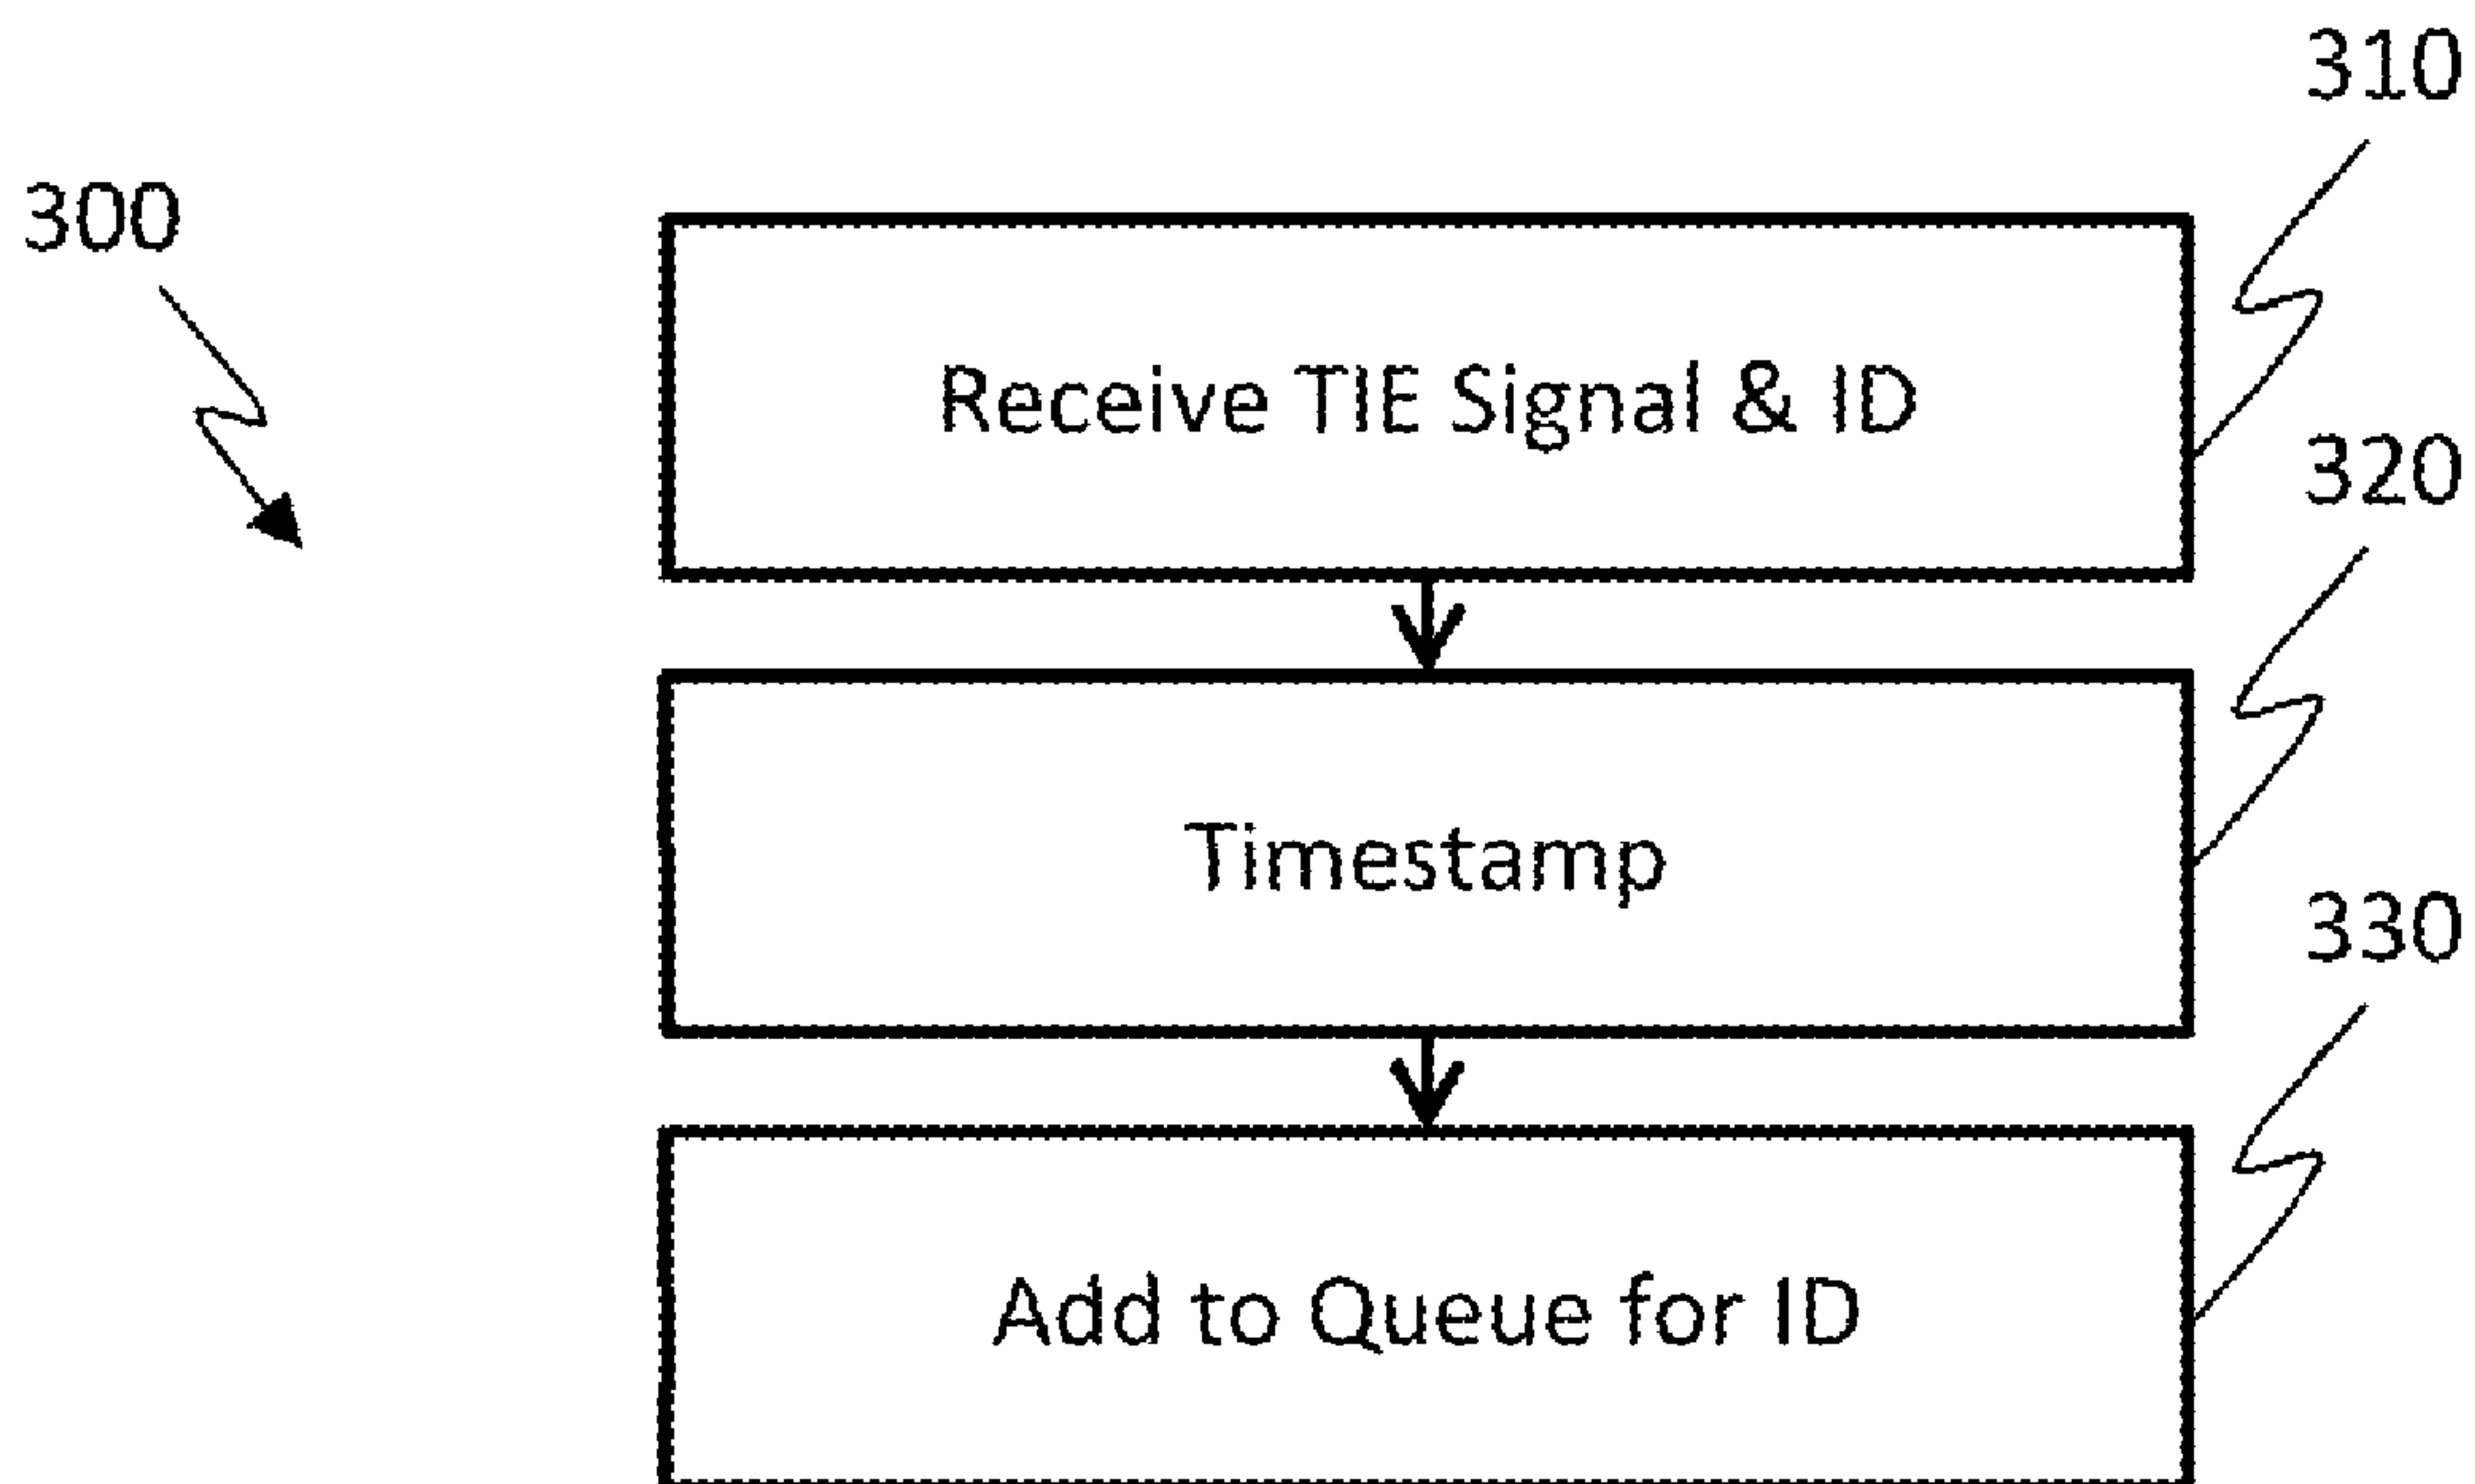 310
300
Receive TIE Signal & ID
320
Timestamp
330
Add to Queue for ID